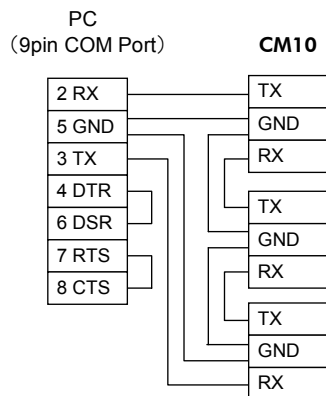 PC
（9pin COM Port）
2 RX
5 GND
3 TX
4 DTR
6 DSR
7 RTS
8 CTS
CM10
TX
GND
RX
TX
GND
RX
TX
GND
RX